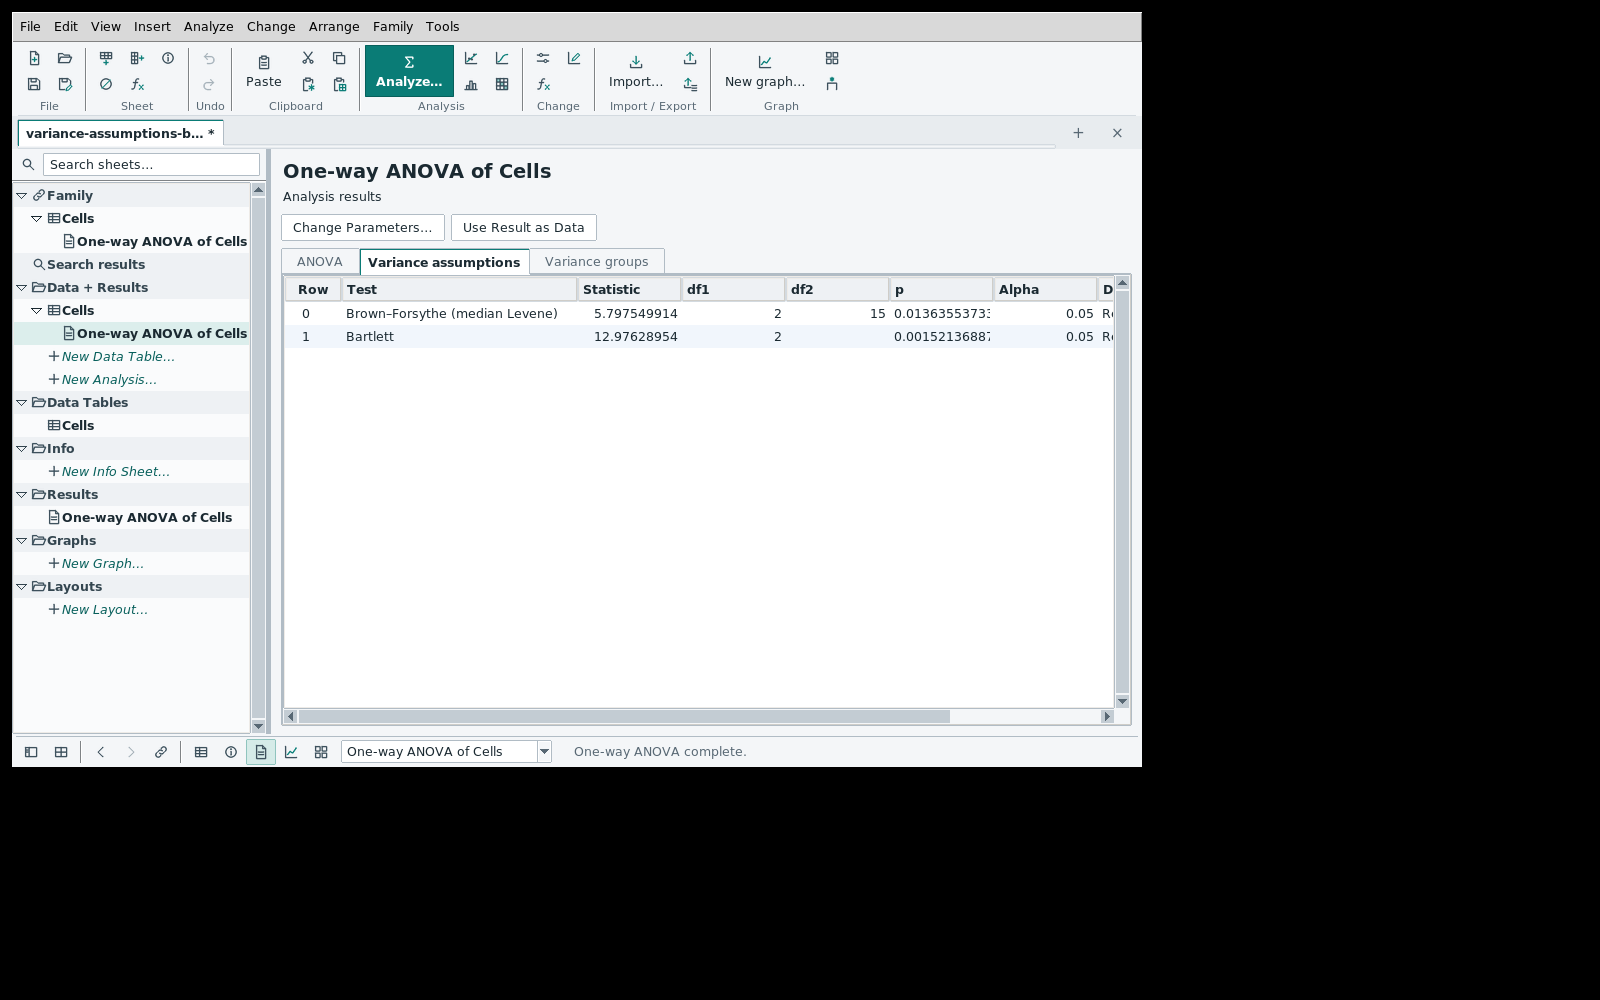 File Edit View Insert Analyze Change Arrange Family Tools
Paste
Analyze...
Import...
New graph...
File Sheet Undo Clipboard Analysis Change Import / Export Graph
variance-assumptions-b... *
Search sheets...
Family
Cells
One-way ANOVA of Cells
Search results
Data + Results
Cells
One-way ANOVA of Cells
New Data Table...
New Analysis...
Data Tables
Cells
Info
New Info Sheet...
Results
One-way ANOVA of Cells
Graphs
New Graph...
Layouts
New Layout...
One-way ANOVA of Cells
Analysis results
Change Parameters... Use Result as Data
ANOVA Variance assumptions Variance groups
Row Test Statistic df1 df2 p Alpha
0 Brown–Forsythe (median Levene) 5.797549914 2 15 0.0136355373 0.05
1 Bartlett 12.97628954 2 0.0015213688 0.05
One-way ANOVA of Cells One-way ANOVA complete.